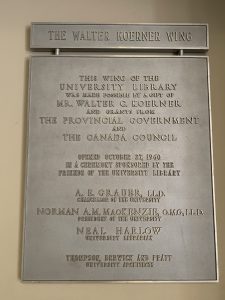 THE WALTER KOERNER WING
THIS WING OF THE
UNIVERSITY LIBRARY
WAS MADE POSSIBLE BY A GIFT OF
MR. WALTER C. KOERNER
AND GRANTS FROM
THE PROVINCIAL GOVERNMENT
AND
THE CANADA COUNCIL
OPENED OCTOBER 27, 1960
IN A CEREMONY SPONSORED BY THE
FRIENDS OF THE UNIVERSITY LIBRARY
A. E. GRAUER, LL.D.
CHANCELLOR OF THE UNIVERSITY
NORMAN A.M. MACKENZIE, C.M.G., LL.D.
PRESIDENT OF THE UNIVERSITY
NEAL HARLOW
UNIVERSITY LIBRARIAN
THOMPSON, BERWICK AND PRATT
UNIVERSITY ARCHITECTS